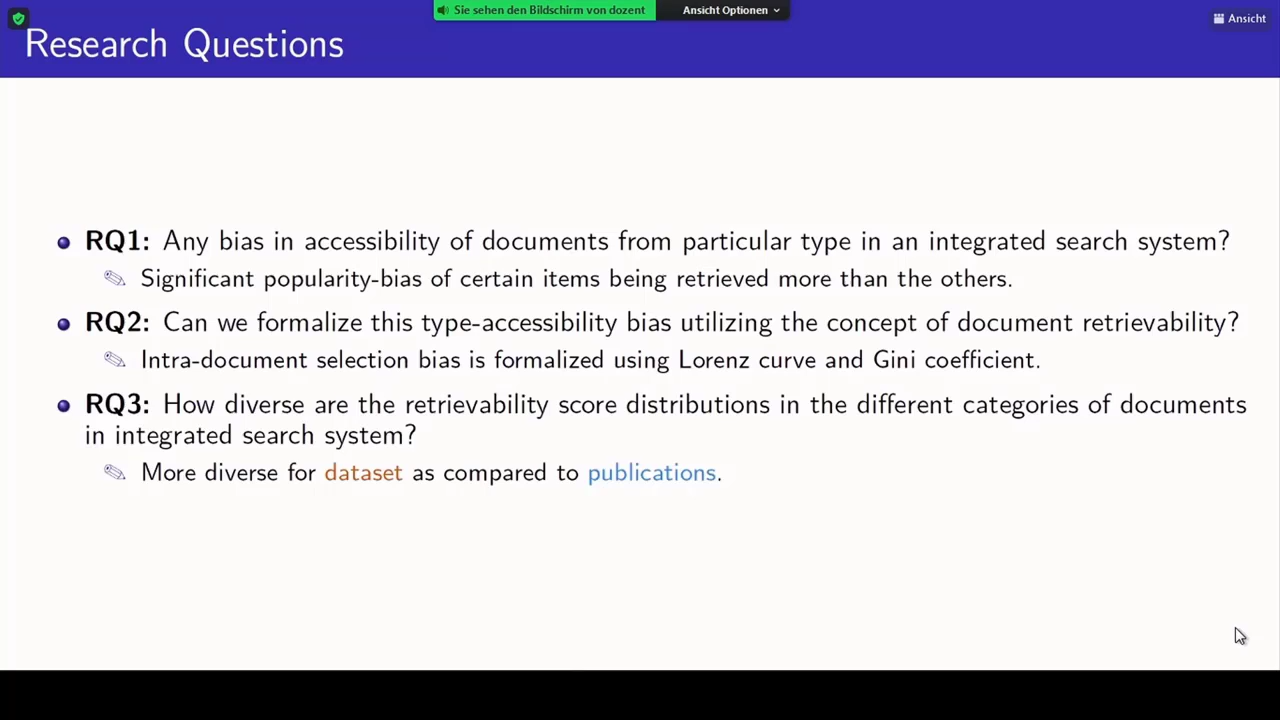 Sie sehen den Bildschirm von dozent
Ansicht Optionen
Ansicht
Research Questions
RQ1: Any bias in accessibility of documents from particular type in an integrated search system?
Significant popularity-bias of certain items being retrieved more than the others.
RQ2: Can we formalize this type-accessibility bias utilizing the concept of document retrievability?
Intra-document selection bias is formalized using Lorenz curve and Gini coefficient.
RQ3: How diverse are the retrievability score distributions in the different categories of documents
in integrated search system?
More diverse for dataset as compared to publications.